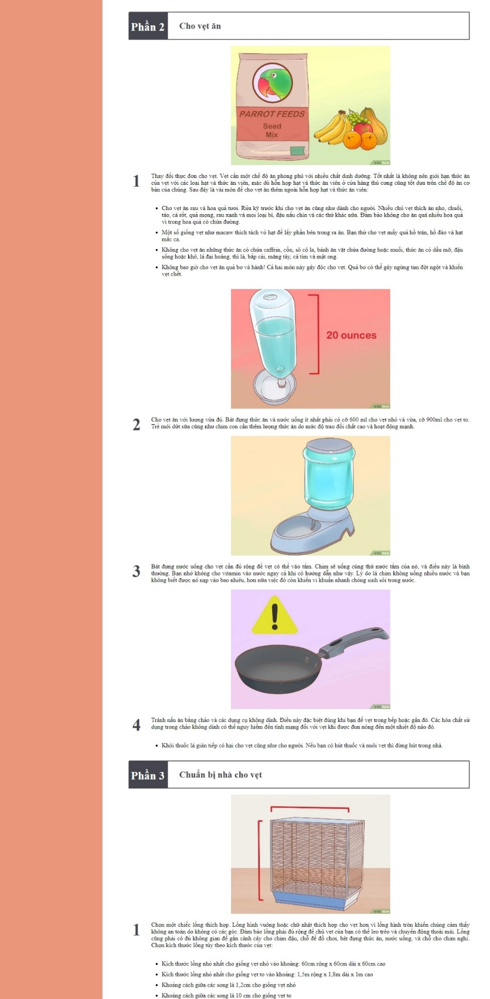 Phần 2
Cho vẹt ăn
PARROT FEEDS
Seed
Mix
wikiHow
1
Thay đổi thực đơn cho vẹt. Vẹt cần một chế độ ăn phong phú với nhiều chất dinh dưỡng. Tốt nhất là không nên giới hạn thức ăn
của vẹt với các loại hạt và thức ăn viên, mặc dù hỗn hợp hạt và thức ăn viên ở cửa hàng thú cưng cũng tốt dựa trên chế độ ăn cơ
bản của chúng. Sau đây là vài món để cho vẹt ăn thêm ngoài hỗn hợp hạt và thức ăn viên:
• Cho vẹt ăn rau và hoa quả tươi. Rửa kỹ trước khi cho vẹt ăn cũng như dành cho người. Nhiều chú vẹt thích ăn nho, chuối,
táo, cà rốt, quả mọng, rau xanh và mọi loại bí, đậu nấu chín và các thứ khác nữa. Đảm bảo không cho ăn quá nhiều hoa quả
vì trong hoa quả có chứa đường.
• Một số giống vẹt như macaw thích tách vỏ hạt để lấy phần bên trong ra ăn. Bạn thử cho vẹt mấy quả hồ trăn, hồ đào và hạt
mắc ca.
• Không cho vẹt ăn những thức ăn có chứa caffein, cồn, sô cô la, bánh ăn vặt chứa đường hoặc muối, thức ăn có dầu mỡ, đậu
sống hoặc khô, lá đại hoàng, thì là, bắp cải, măng tây, cà tím và mật ong.
• Không bao giờ cho vẹt ăn quả bơ và hành! Cả hai món này gây độc cho vẹt. Quả bơ có thể gây ngừng tim đột ngột và khiến
vẹt chết.
20 ounces
wikiHow
2
Cho vẹt ăn với lượng vừa đủ. Bát đựng thức ăn và nước uống ít nhất phải có cỡ 600 ml cho vẹt nhỏ và vừa, cỡ 900ml cho vẹt to.
Trẻ mới dứt sữa cũng như chim con cần thêm lượng thức ăn do mức độ trao đổi chất cao và hoạt động mạnh.
wikiHow
3
Bát đựng nước uống cho vẹt cần đủ rộng để vẹt có thể vào tắm. Chim sẽ uống cùng thứ nước tắm của nó, và điều này là bình
thường. Bạn nhớ không cho vitamin vào nước ngay cả khi có hướng dẫn như vậy. Lý do là chim không uống nhiều nước và bạn
không biết được nó nạp vào bao nhiêu, hơn nữa việc đó còn khiến vi khuẩn nhanh chóng sinh sôi trong nước.
wikiHow
4
Tránh nấu ăn bằng chảo và các dụng cụ không dính. Điều này đặc biệt đúng khi bạn để vẹt trong bếp hoặc gần đó. Các hóa chất sử
dụng trong chảo không dính có thể nguy hiểm đến tính mạng đối với vẹt khi được đun nóng đến một nhiệt độ nào đó.
• Khói thuốc lá gián tiếp có hại cho vẹt cũng như cho người. Nếu bạn có hút thuốc và nuôi vẹt thì đừng hút trong nhà.
Phần 3
Chuẩn bị nhà cho vẹt
wikiHow
1
Chọn một chiếc lồng thích hợp. Lồng hình vuông hoặc chữ nhật thích hợp cho vẹt hơn vì lồng hình tròn khiến chúng cảm thấy
không an toàn do không có các góc. Đảm bảo lồng phải đủ rộng để chú vẹt của bạn có thể leo trèo và chuyển động thoải mái. Lồng
cũng phải có đủ không gian để gắn cành cây cho chim đậu, chỗ để đồ chơi, bát đựng thức ăn, nước uống, và chỗ cho chim nghỉ.
Chọn kích thước lồng tùy theo kích thước của vẹt:
• Kích thước lồng nhỏ nhất cho giống vẹt nhỏ vào khoảng: 60cm rộng x 60cm dài x 60cm cao
• Kích thước lồng nhỏ nhất cho giống vẹt to vào khoảng: 1,5m rộng x 1,8m dài x 1m cao
• Khoảng cách giữa các song là 1,2cm cho giống vẹt nhỏ
• Khoảng cách giữa các song là 10 cm cho giống vẹt to